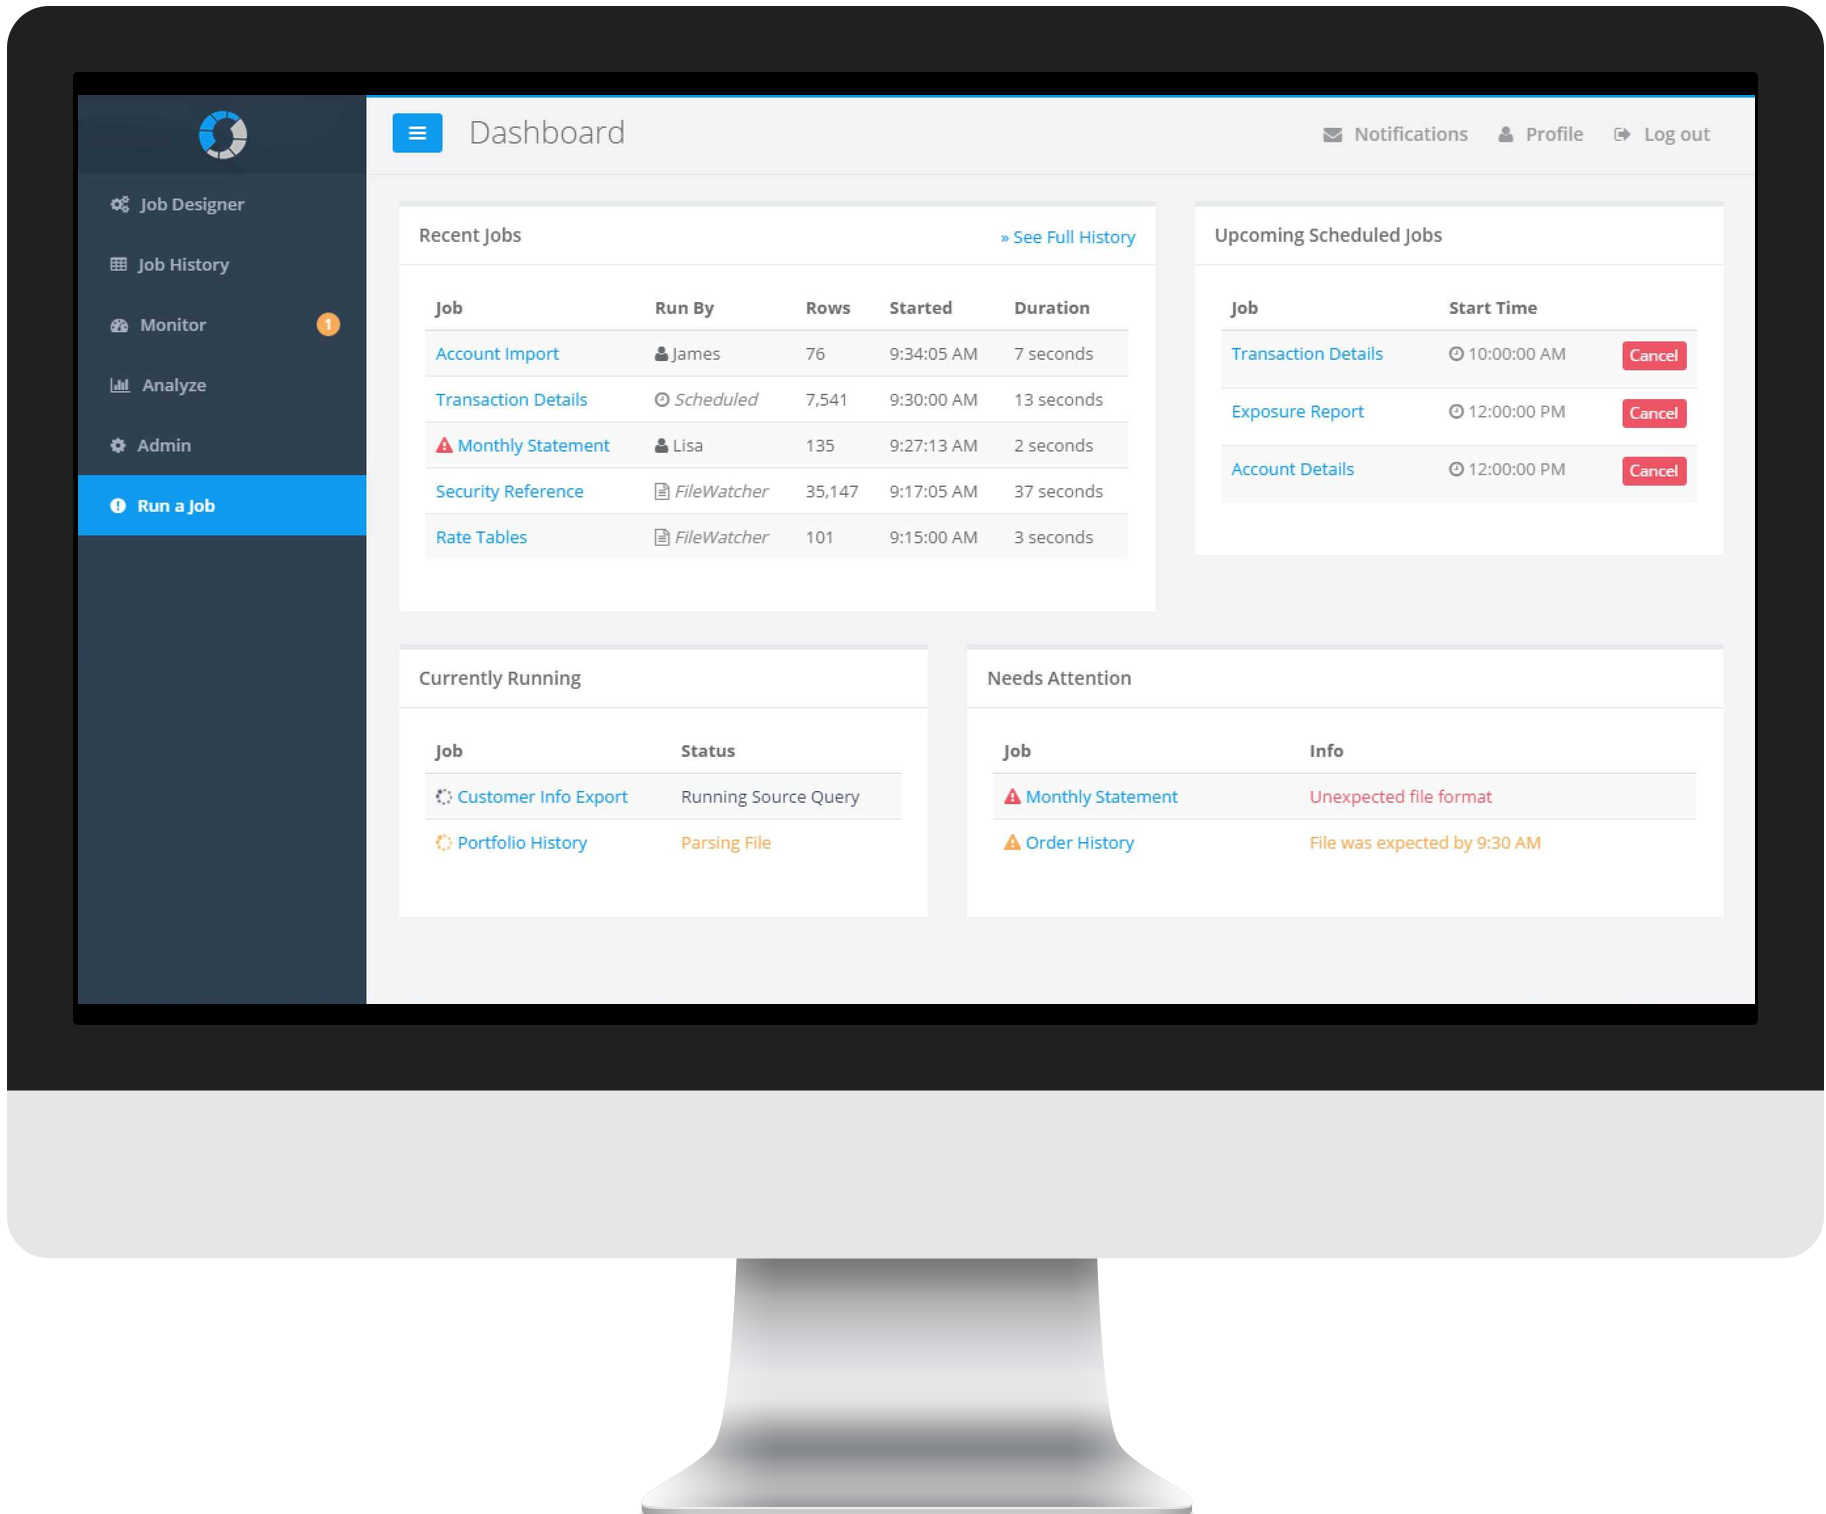 Dashboard
Notifications Profile Log out
Job Designer
Job History
Monitor 1
Analyze
Admin
Run a Job
Recent Jobs » See Full History
Job Run By Rows Started Duration
Account Import James 76 9:34:05 AM 7 seconds
Transaction Details Scheduled 7,541 9:30:00 AM 13 seconds
Monthly Statement Lisa 135 9:27:13 AM 2 seconds
Security Reference FileWatcher 35,147 9:17:05 AM 37 seconds
Rate Tables FileWatcher 101 9:15:00 AM 3 seconds
Upcoming Scheduled Jobs
Job Start Time
Transaction Details 10:00:00 AM Cancel
Exposure Report 12:00:00 PM Cancel
Account Details 12:00:00 PM Cancel
Currently Running
Job Status
Customer Info Export Running Source Query
Portfolio History Parsing File
Needs Attention
Job Info
Monthly Statement Unexpected file format
Order History File was expected by 9:30 AM